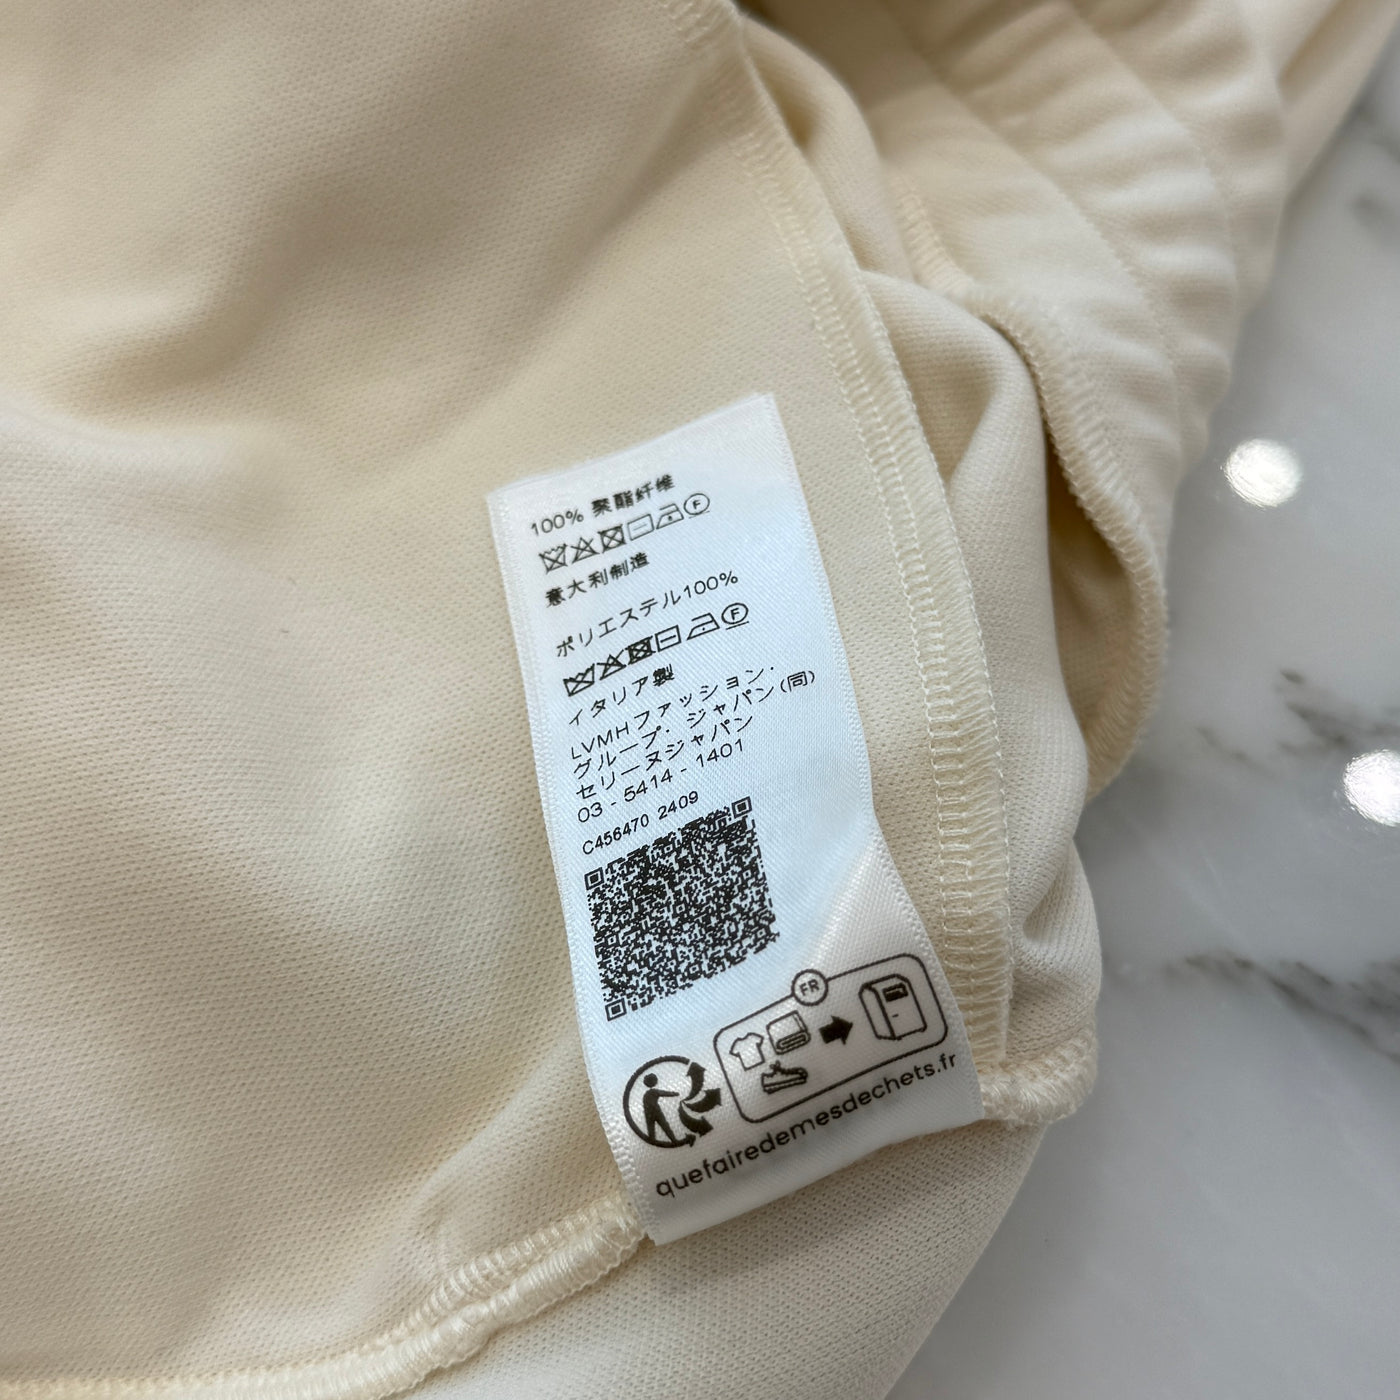 100% 聚酯纤维
F
意大利制造
ポリエステル100%
F
イタリア製
LVMHファッション・
グループ・ジャパン(同)
セリーヌジャパン
03 - 5414 - 1401
C456470 2409
FR
quefairedemesdechets.fr